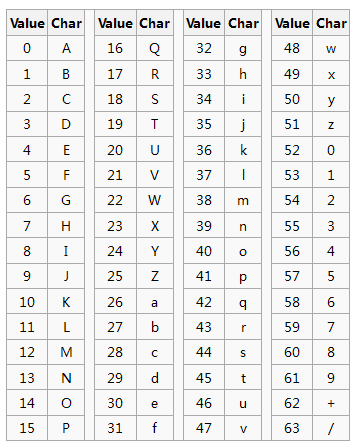 Value Char Value Char Value Char Value Char
0 A 16 Q 32 g 48 w
1 B 17 R 33 h 49 x
2 C 18 S 34 i 50 y
3 D 19 T 35 j 51 z
4 E 20 U 36 k 52 0
5 F 21 V 37 l 53 1
6 G 22 W 38 m 54 2
7 H 23 X 39 n 55 3
8 I 24 Y 40 o 56 4
9 J 25 Z 41 p 57 5
10 K 26 a 42 q 58 6
11 L 27 b 43 r 59 7
12 M 28 c 44 s 60 8
13 N 29 d 45 t 61 9
14 O 30 e 46 u 62 +
15 P 31 f 47 v 63 /